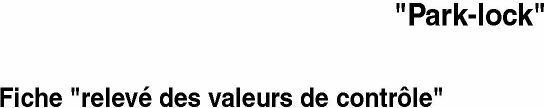 "Park-lock"
Fiche "relevé des valeurs de contrôle"